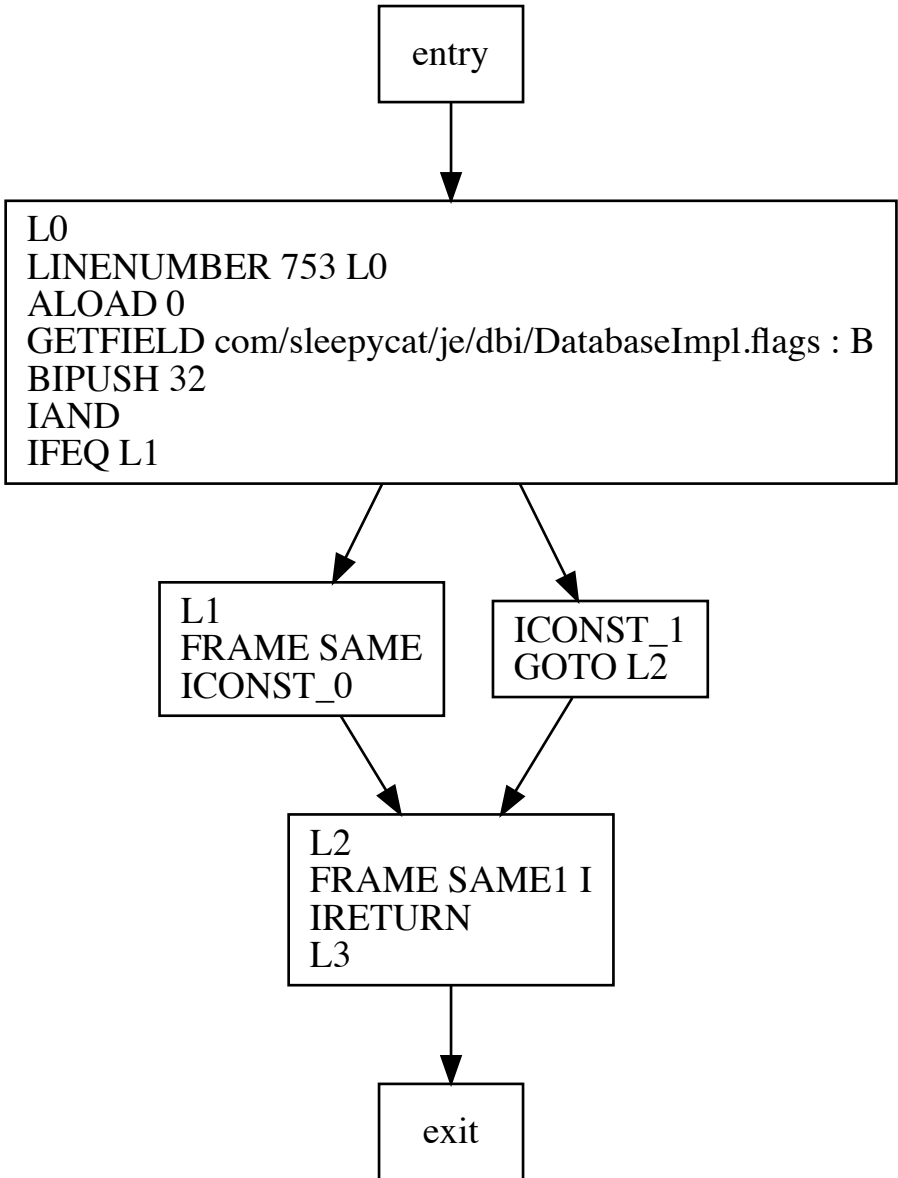 entry
L0
LINENUMBER 753 L0
ALOAD 0
GETFIELD com/sleepycat/je/dbi/DatabaseImpl.flags : B
BIPUSH 32
IAND
IFEQ L1
L1
FRAME SAME
ICONST_0
ICONST_1
GOTO L2
L2
FRAME SAME1 I
IRETURN
L3
exit